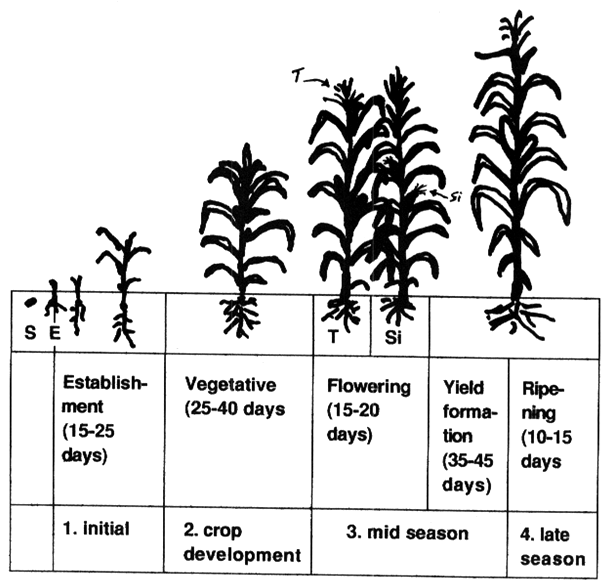 T
Si
S E
T
Si
Establish-
ment
(15-25
days)
Vegetative
(25-40 days
Flowering
(15-20
days)
Yield
forma-
tion
(35-45
days)
Ripe-
ning
(10-15
days
1. initial
2. crop
development
3. mid season
4. late
season